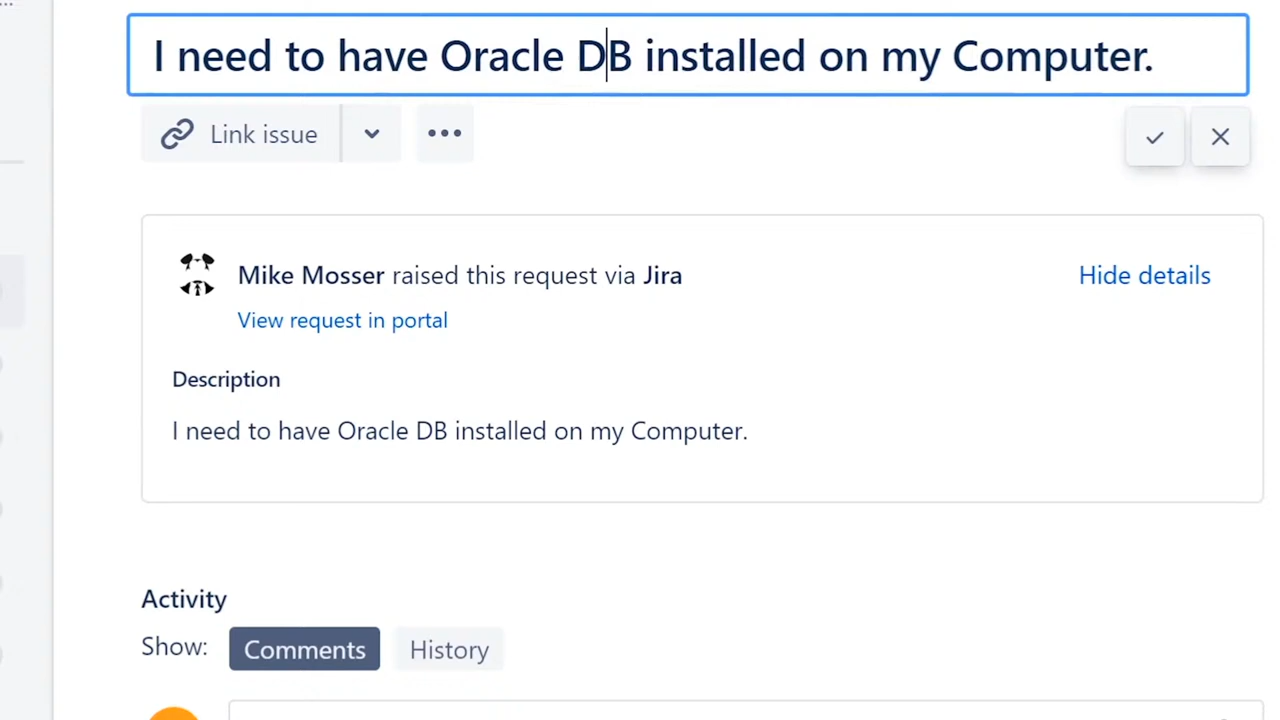 I need to have Oracle DB installed on my Computer.
Link issue
Mike Mosser raised this request via Jira
Hide details
View request in portal
Description
I need to have Oracle DB installed on my Computer.
Activity
Show: Comments History